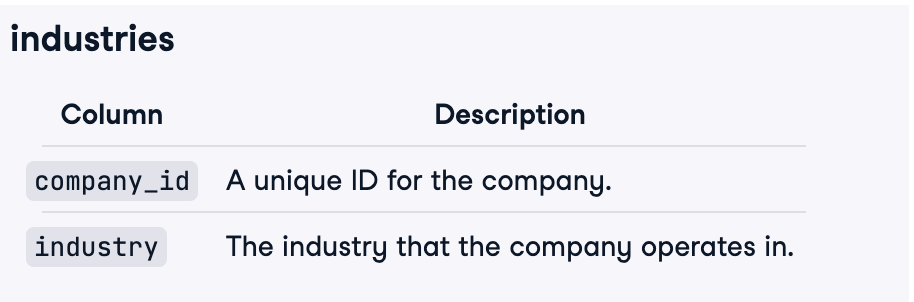 industries
Column Description
company_id A unique ID for the company.
industry The industry that the company operates in.